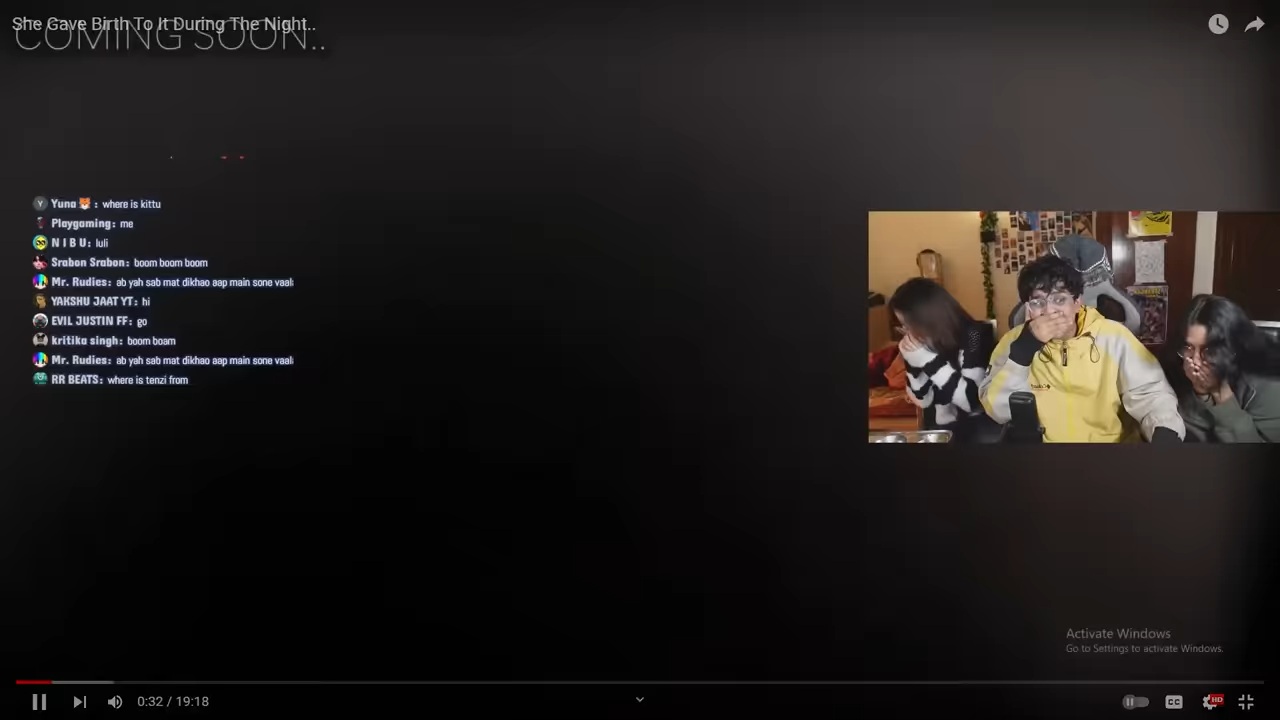 She Gave Birth To It During The Night..
COMING SOON..
Y Yuna 🦊 : where is kittu
Playgaming: me
N I B U: luli
Srabon Srabon: boom boom boom
Mr. Rudies: ab yah sab mat dikhao aap main sone vaali
YAKSHU JAAT YT: hi
EVIL JUSTIN FF: go
kritika singh: boom boam
Mr. Rudies: ab yah sab mat dikhao aap main sone vaali
RR BEATS: where is tenzi from
Activate Windows
Go to Settings to activate Windows.
0:32 / 19:18
CC
HD